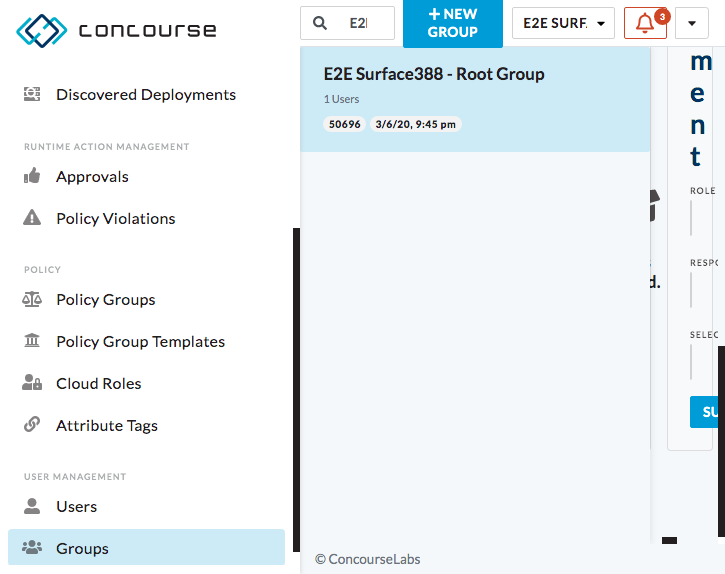 concourse
E2E
+ NEW
GROUP
E2E SURF
3
Discovered Deployments
RUNTIME ACTION MANAGEMENT
Approvals
Policy Violations
POLICY
Policy Groups
Policy Group Templates
Cloud Roles
Attribute Tags
USER MANAGEMENT
Users
Groups
E2E Surface388 - Root Group
1 Users
50696 3/6/20, 9:45 pm
© ConcourseLabs
d.
m
e
n
t
ROLE
RESPO
SELEC
SU